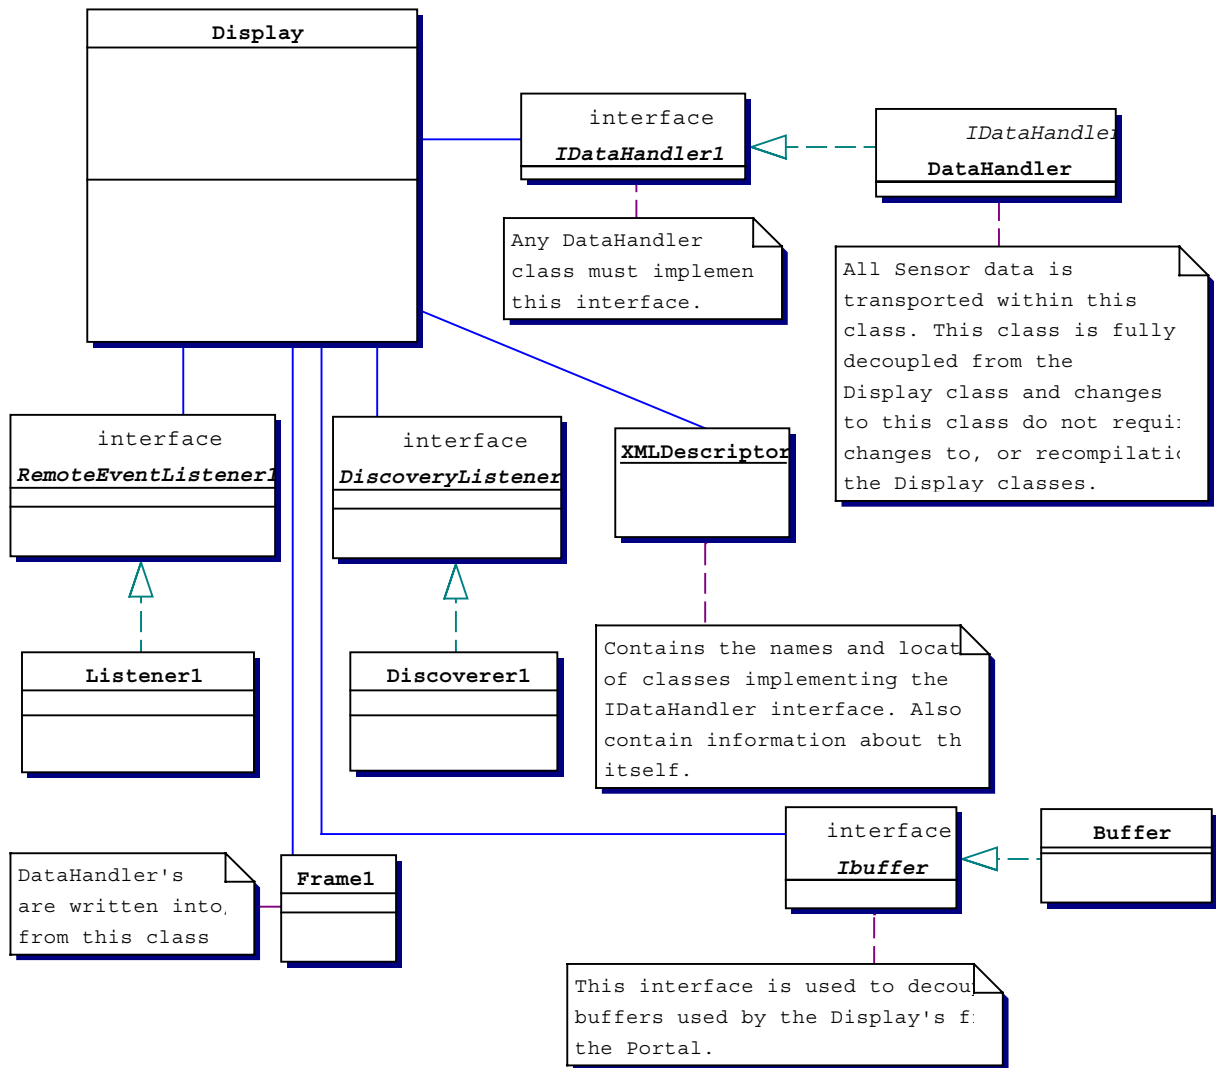 Display
interface
IDataHandler1
IDataHandler
DataHandler
Any DataHandler
class must implemen
this interface.
All Sensor data is
transported within this
class. This class is fully
decoupled from the
Display class and changes
to this class do not requi
changes to, or recompilatic
the Display classes.
interface
RemoteEventListener1
interface
DiscoveryListener
XMLDescriptor
Listener1
Discoverer1
Contains the names and locat
of classes implementing the
IDataHandler interface. Also
contain information about th
itself.
interface
Ibuffer
Buffer
DataHandler's
are written into,
from this class
Frame1
This interface is used to decou
buffers used by the Display's f
the Portal.